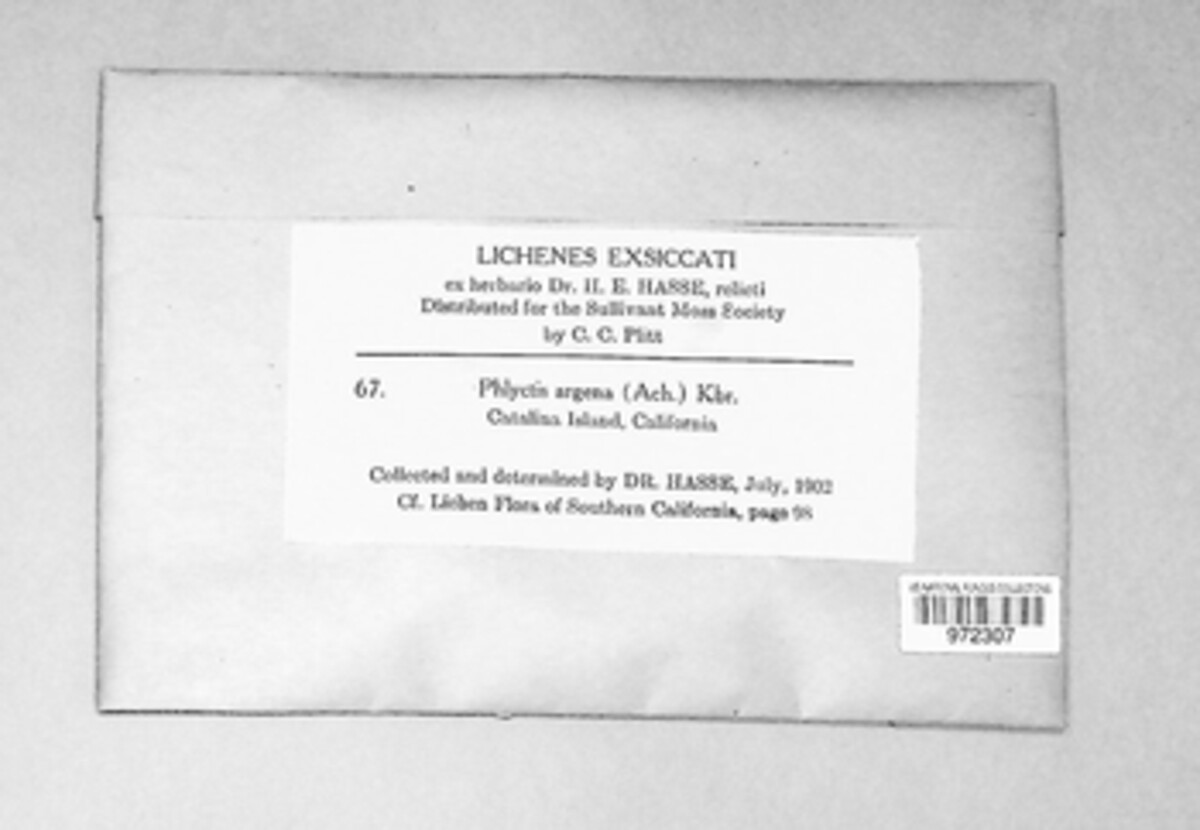 LICHENES EXSICCATI
ex herbario Dr. H. E. HASSE, relicti
Distributed for the Sullivant Moss Society
by C. C. Plitt
67. Phlyctis argena (Ach.) Kbr.
Catalina Island, California
Collected and determined by DR. HASSE, July, 1902
Cf. Lichen Flora of Southern California, page 98
972307